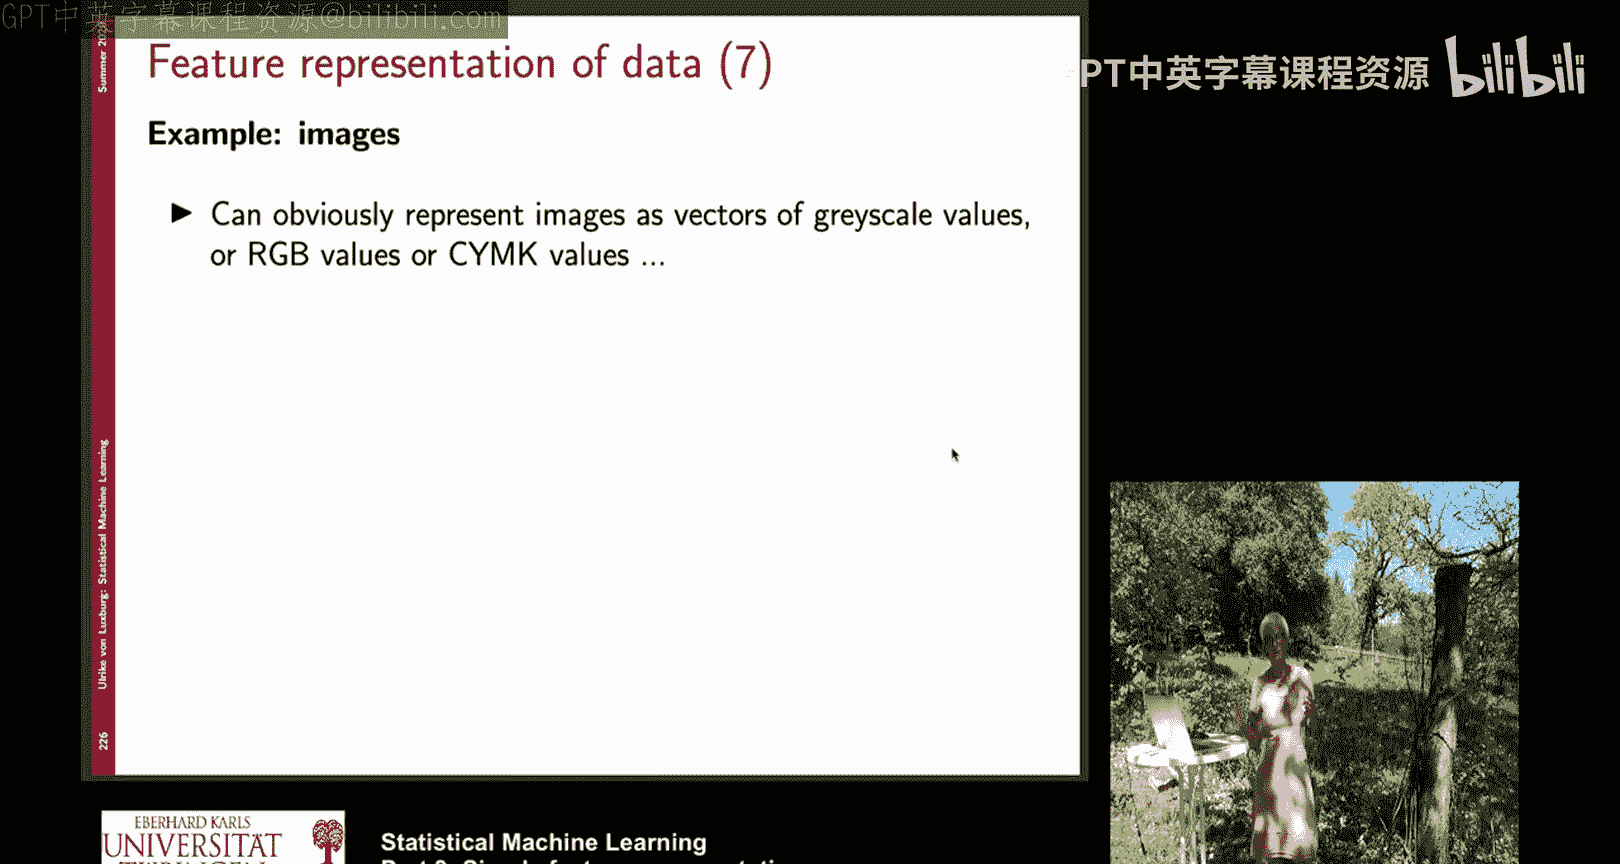 GPT中英字幕课程资源@bilibili.com
PT中英字幕课程资源 bilibili
Summer
Feature representation of data (7)
Example: images
► Can obviously represent images as vectors of greyscale values,
or RGB values or CYMK values ...
Ulrike von Luxburg: Statistical Machine Learning
226
EBERHARD KARLS
UNIVERSITÄT
Statistical Machine Learning